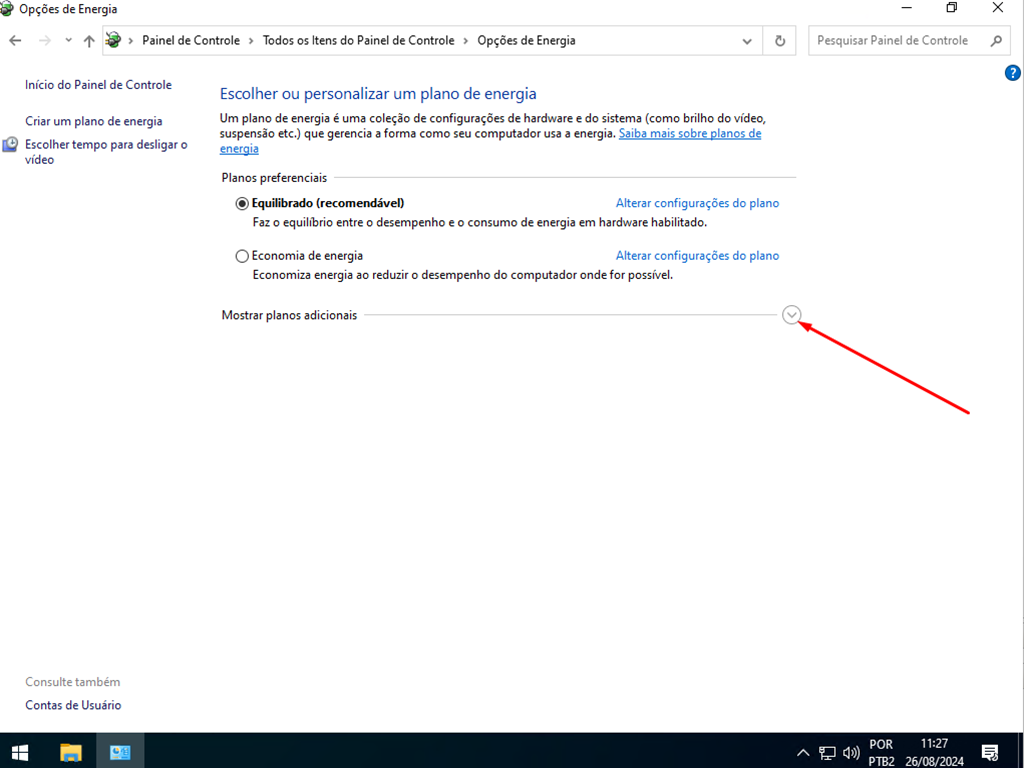 Opções de Energia
Painel de Controle > Todos os Itens do Painel de Controle > Opções de Energia
Pesquisar Painel de Controle
Início do Painel de Controle
Criar um plano de energia
Escolher tempo para desligar o
vídeo
?
Escolher ou personalizar um plano de energia
Um plano de energia é uma coleção de configurações de hardware e do sistema (como brilho do vídeo,
suspensão etc.) que gerencia a forma como seu computador usa a energia. Saiba mais sobre planos de
energia
Planos preferenciais
Equilibrado (recomendável) Alterar configurações do plano
Faz o equilíbrio entre o desempenho e o consumo de energia em hardware habilitado.
Economia de energia Alterar configurações do plano
Economiza energia ao reduzir o desempenho do computador onde for possível.
Mostrar planos adicionais
Consulte também
Contas de Usuário
POR 11:27
PTB2 26/08/2024